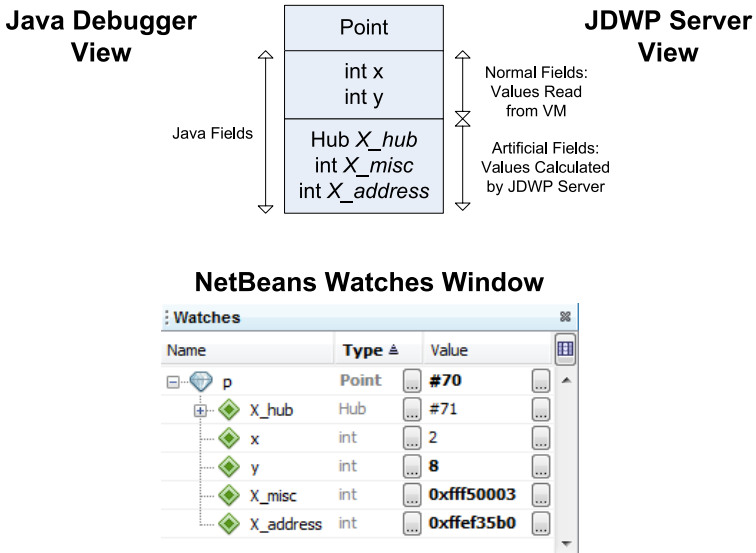 Java Debugger
View
Point
JDWP Server
View
int x
int y
Java Fields
Normal Fields:
Values Read
from VM
Hub X_hub
int X_misc
int X_address
Artificial Fields:
Values Calculated
by JDWP Server
NetBeans Watches Window
Watches
Name Type Value
p Point ... #70 ...
X_hub Hub ... #71 ...
x int ... 2 ...
y int ... 8 ...
X_misc int ... 0xfff50003 ...
X_address int ... 0xffef35b0 ...